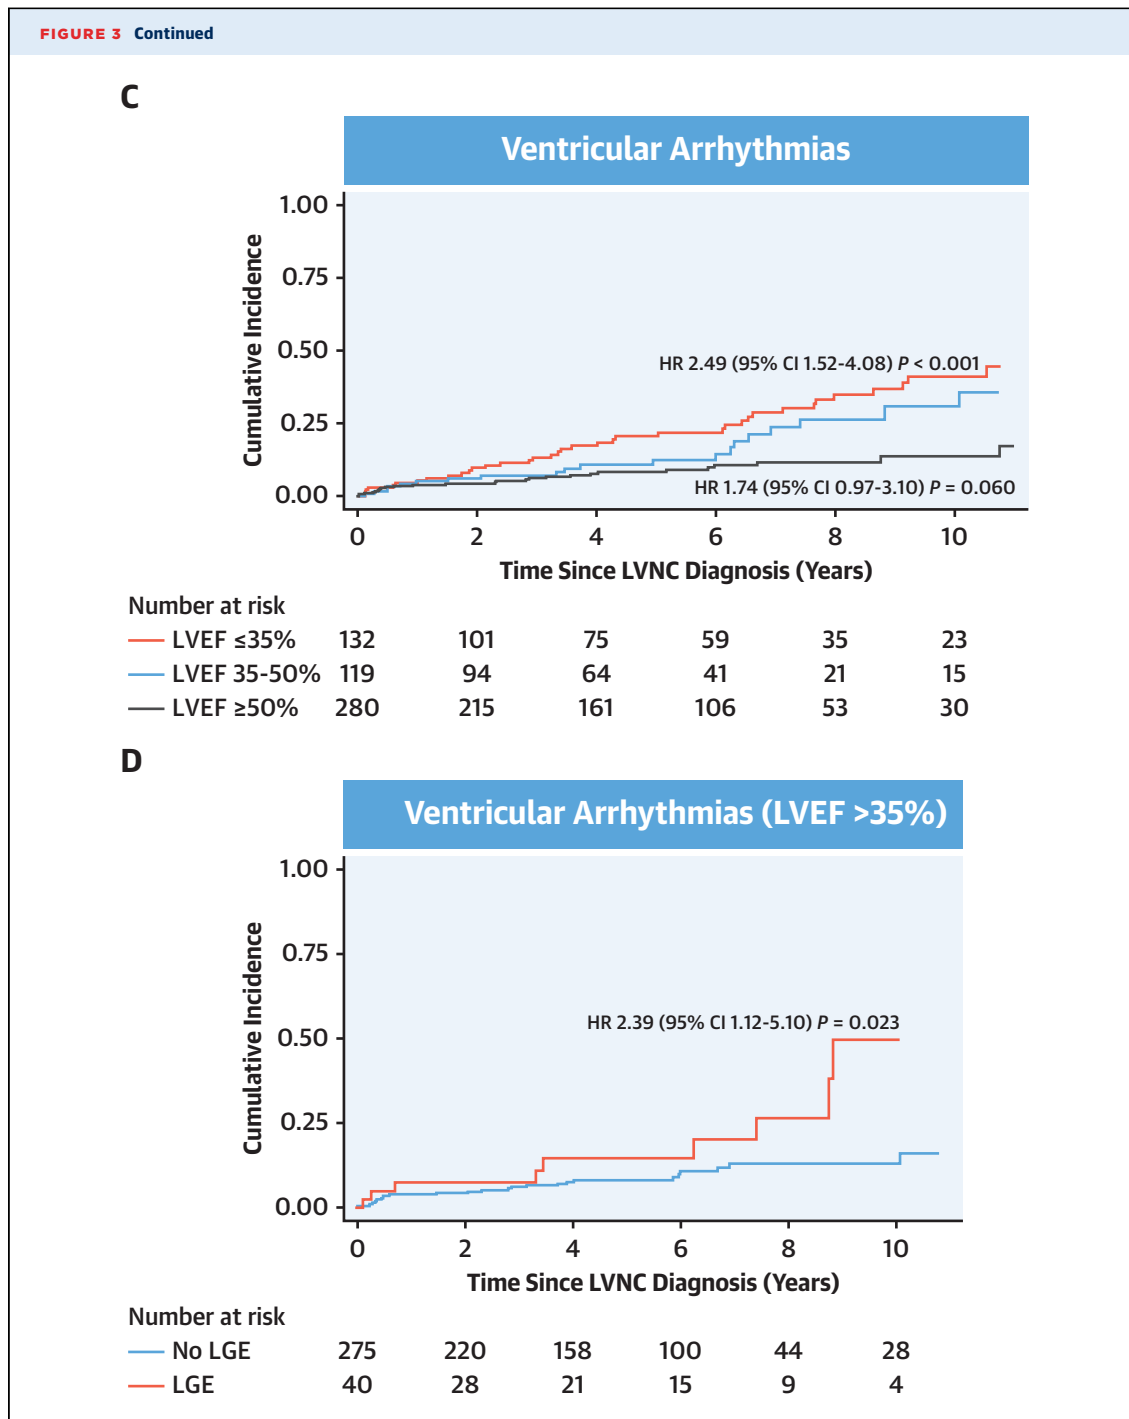 FIGURE 3 Continued
C
Ventricular Arrhythmias
1.00
0.75
0.50
0.25
0.00
Cumulative Incidence
HR 2.49 (95% CI 1.52-4.08) P < 0.001
HR 1.74 (95% CI 0.97-3.10) P = 0.060
0 2 4 6 8 10
Time Since LVNC Diagnosis (Years)
Number at risk
LVEF ≤35% 132 101 75 59 35 23
LVEF 35-50% 119 94 64 41 21 15
LVEF ≥50% 280 215 161 106 53 30
D
Ventricular Arrhythmias (LVEF >35%)
1.00
0.75
0.50
0.25
0.00
Cumulative Incidence
HR 2.39 (95% CI 1.12-5.10) P = 0.023
0 2 4 6 8 10
Time Since LVNC Diagnosis (Years)
Number at risk
No LGE 275 220 158 100 44 28
LGE 40 28 21 15 9 4